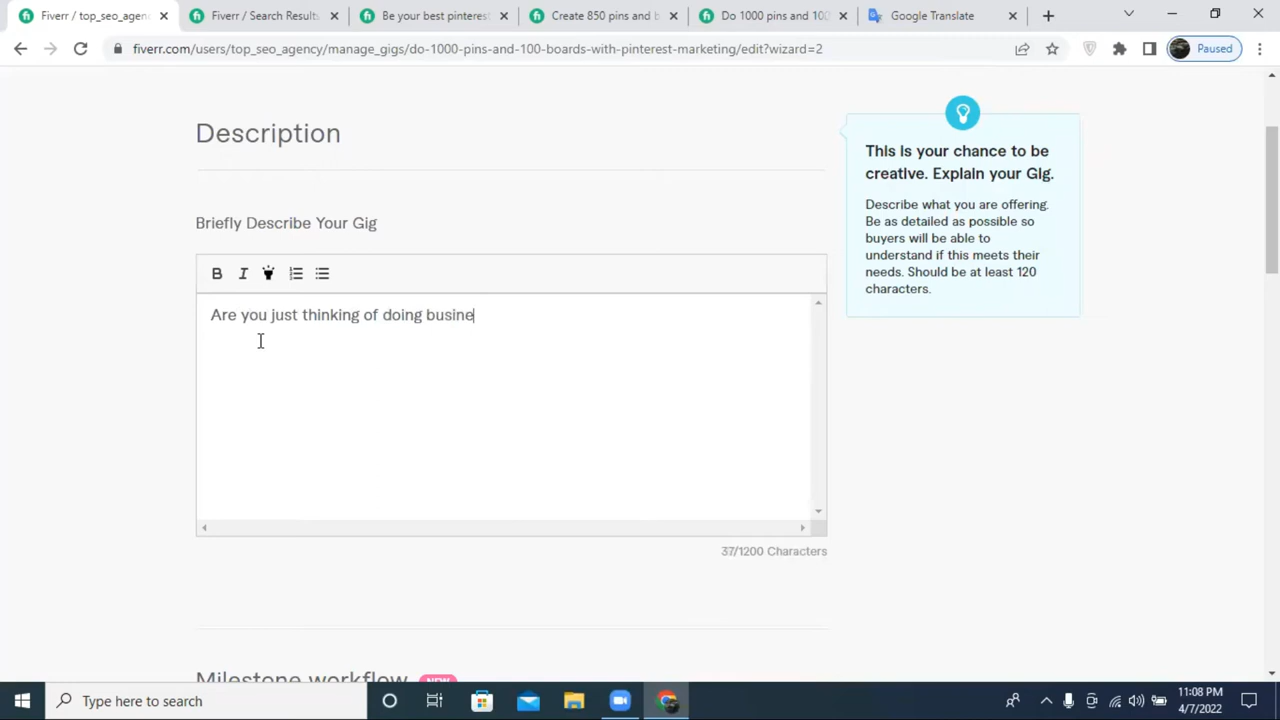 Fiverr / top_seo_agen
Fiverr / Search Results
Be your best pinterest
Create 850 pins and b
Do 1000 pins and 100
Google Translate
fiverr.com/users/top_seo_agency/manage_gigs/do-1000-pins-and-100-boards-with-pinterest-marketing/edit?wizard=2
Paused
Description
Briefly Describe Your Gig
B I
Are you just thinking of doing busine
37/1200 Characters
This is your chance to be
creative. Explain your Gig.
Describe what you are offering.
Be as detailed as possible so
buyers will be able to
understand if this meets their
needs. Should be at least 120
characters.
Milestone workflow NEW
Type here to search
11:08 PM
4/7/2022